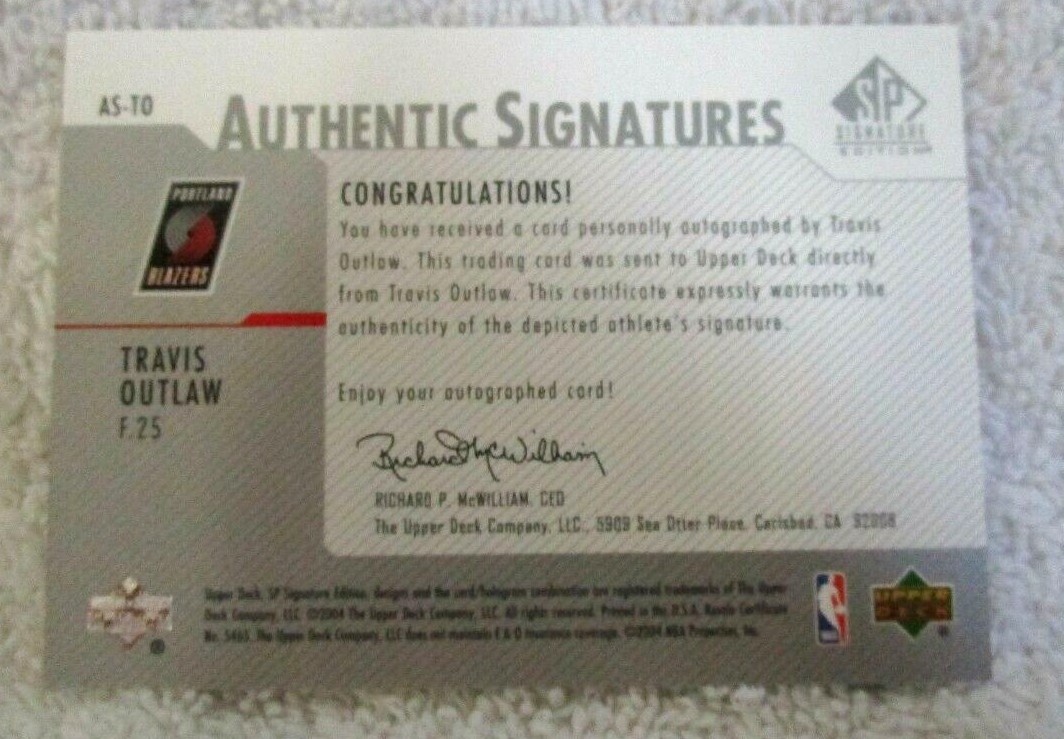 AS-TO
AUTHENTIC SIGNATURES
SP
SIGNATURE
EDITION
PORTLAND
BLAZERS
TRAVIS
OUTLAW
F. 25
CONGRATULATIONS!
You have received a card personally autographed by Travis
Outlaw. This trading card was sent to Upper Deck directly
from Travis Outlaw. This certificate expressly warrants the
authenticity of the depicted athlete's signature.
Enjoy your autographed card!
Richard McWilliam
RICHARD P. McWILLIAM, CEO
The Upper Deck Company, LLC., 5909 Sea Otter Place, Carlsbad, CA 92008
Upper Deck, SP Signature Edition, designs and the card/hologram combination are registered trademarks of The Upper
Deck Company, LLC. ©2004 The Upper Deck Company, LLC. All rights reserved. Printed in the U.S.A. Resale Certificate
No. 5465. The Upper Deck Company, LLC does not maintain E & O insurance coverage. ©2004 NBA Properties, Inc.
®
NBA
UPPER
DECK
®